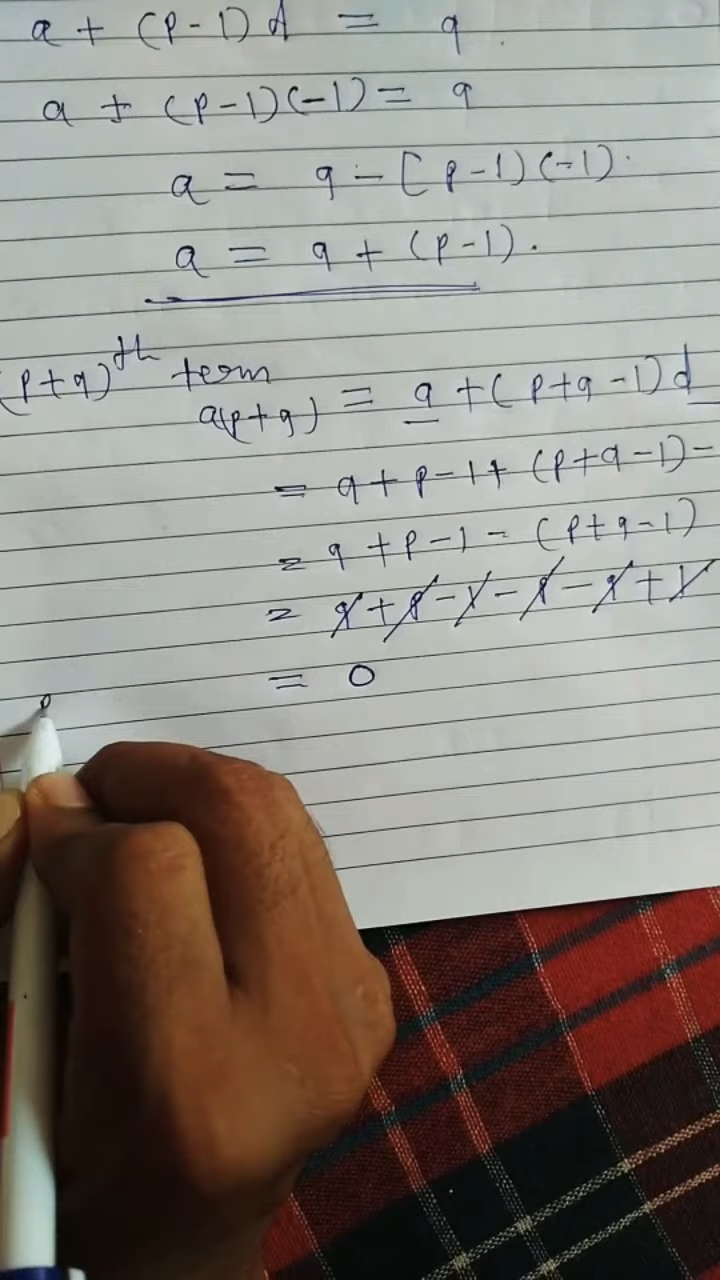 a + (p-1)d = q.
a + (p-1)(-1) = q
a = q - [p-1)(-1).
a = q + (p-1).
(p+q)th term
a(p+q) = a + (p+q-1)d
= q+p-1+ (p+q-1)-
= q+p-1 - (p+q-1)
= q+p-1-p-q+1
= 0